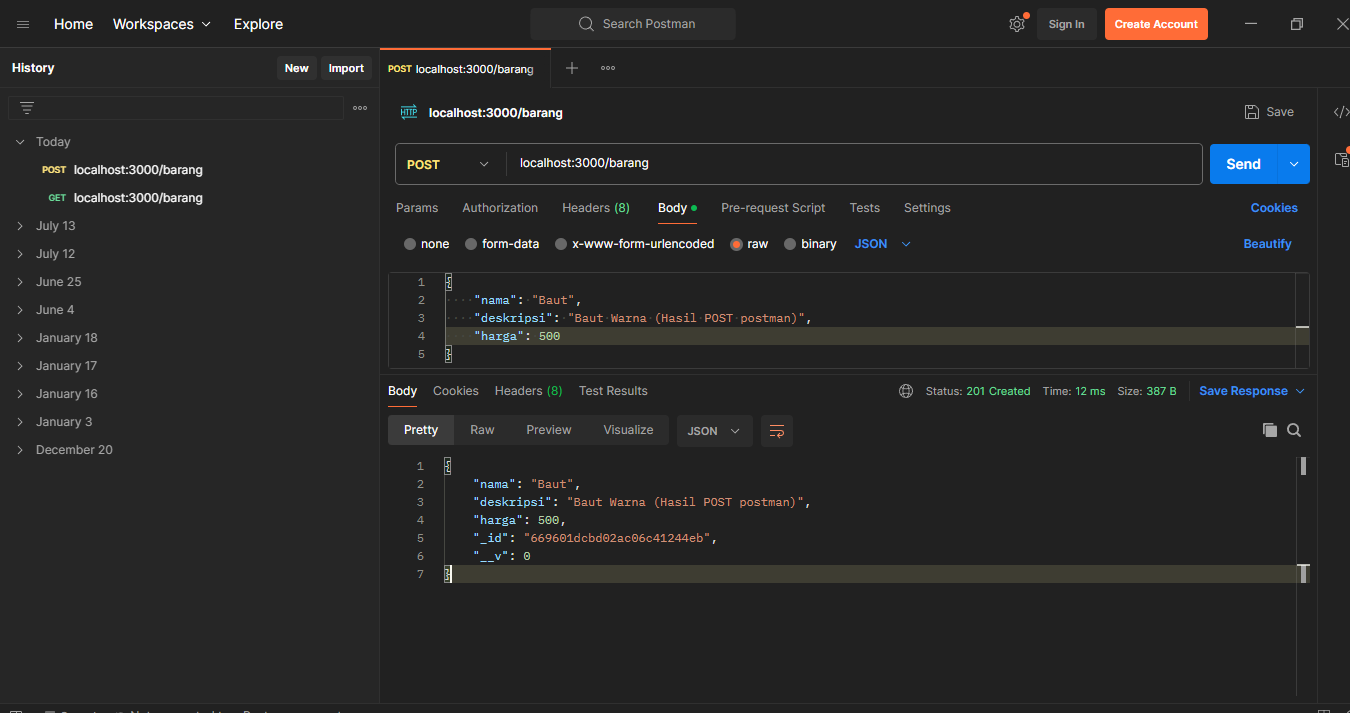 Home Workspaces Explore Search Postman Sign In Create Account
History New Import
POST localhost:3000/barang
HTTP localhost:3000/barang Save
Today
POST localhost:3000/barang
GET localhost:3000/barang
July 13
July 12
June 25
June 4
January 18
January 17
January 16
January 3
December 20
POST localhost:3000/barang Send
Params Authorization Headers (8) Body Pre-request Script Tests Settings Cookies
none form-data x-www-form-urlencoded raw binary JSON Beautify
1 {
2 "nama": "Baut",
3 "deskripsi": "Baut Warna (Hasil POST postman)",
4 "harga": 500
5 }
Body Cookies Headers (8) Test Results Status: 201 Created Time: 12 ms Size: 387 B Save Response
Pretty Raw Preview Visualize JSON
1 {
2 "nama": "Baut",
3 "deskripsi": "Baut Warna (Hasil POST postman)",
4 "harga": 500,
5 "_id": "669601dcbd02ac06c41244eb",
6 "__v": 0
7 }